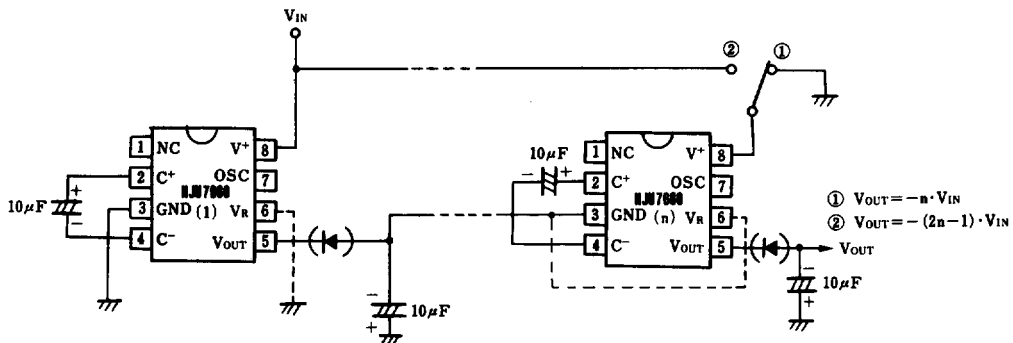 VIN
② ①
1 NC V+ 8
2 C+ OSC 7
NJU7660
3 GND (1) VR 6
4 C- VOUT 5
10μF
+
-
-
+
10μF
10μF
-
+
1 NC V+ 8
2 C+ OSC 7
NJU7660
3 GND (n) VR 6
4 C- VOUT 5
① VOUT=-n·VIN
② VOUT=-(2n-1)·VIN
VOUT
-
+
10μF